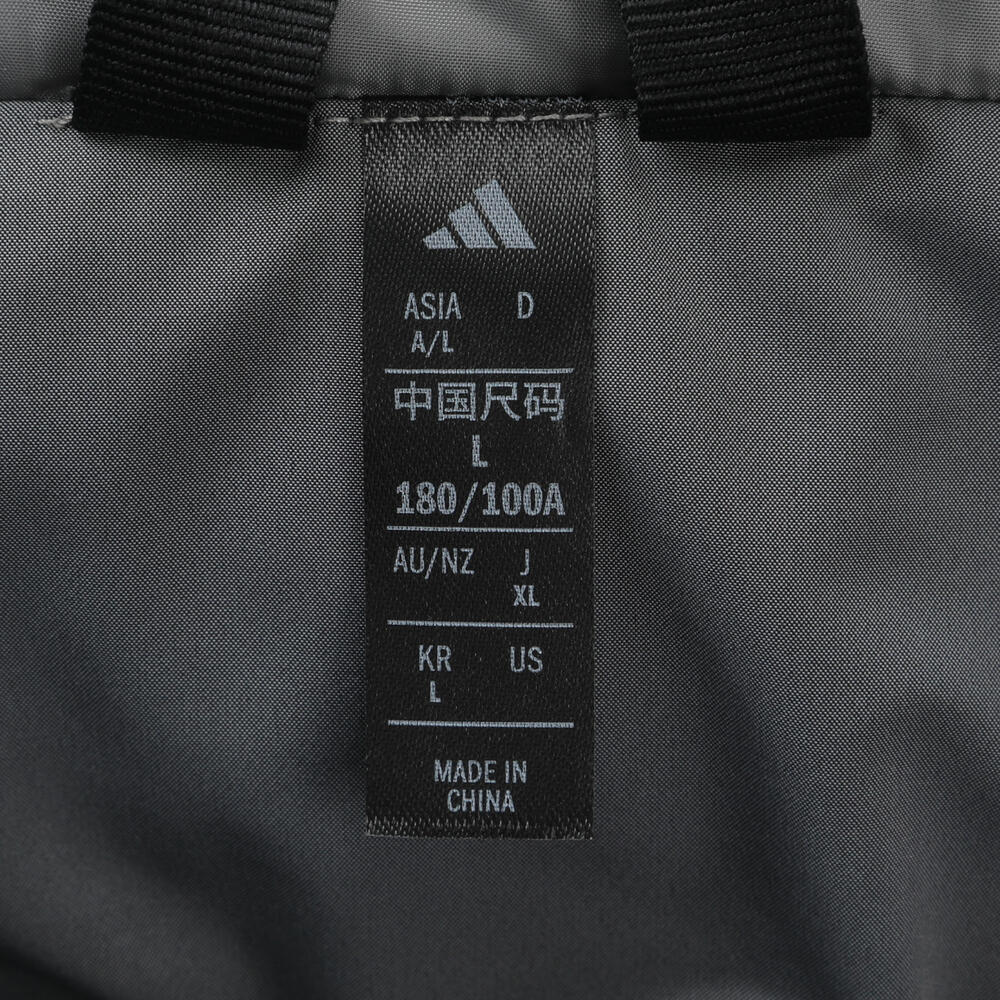 ASIA D
A/L
中国尺码
L
180/100A
AU/NZ J
XL
KR US
L
MADE IN
CHINA